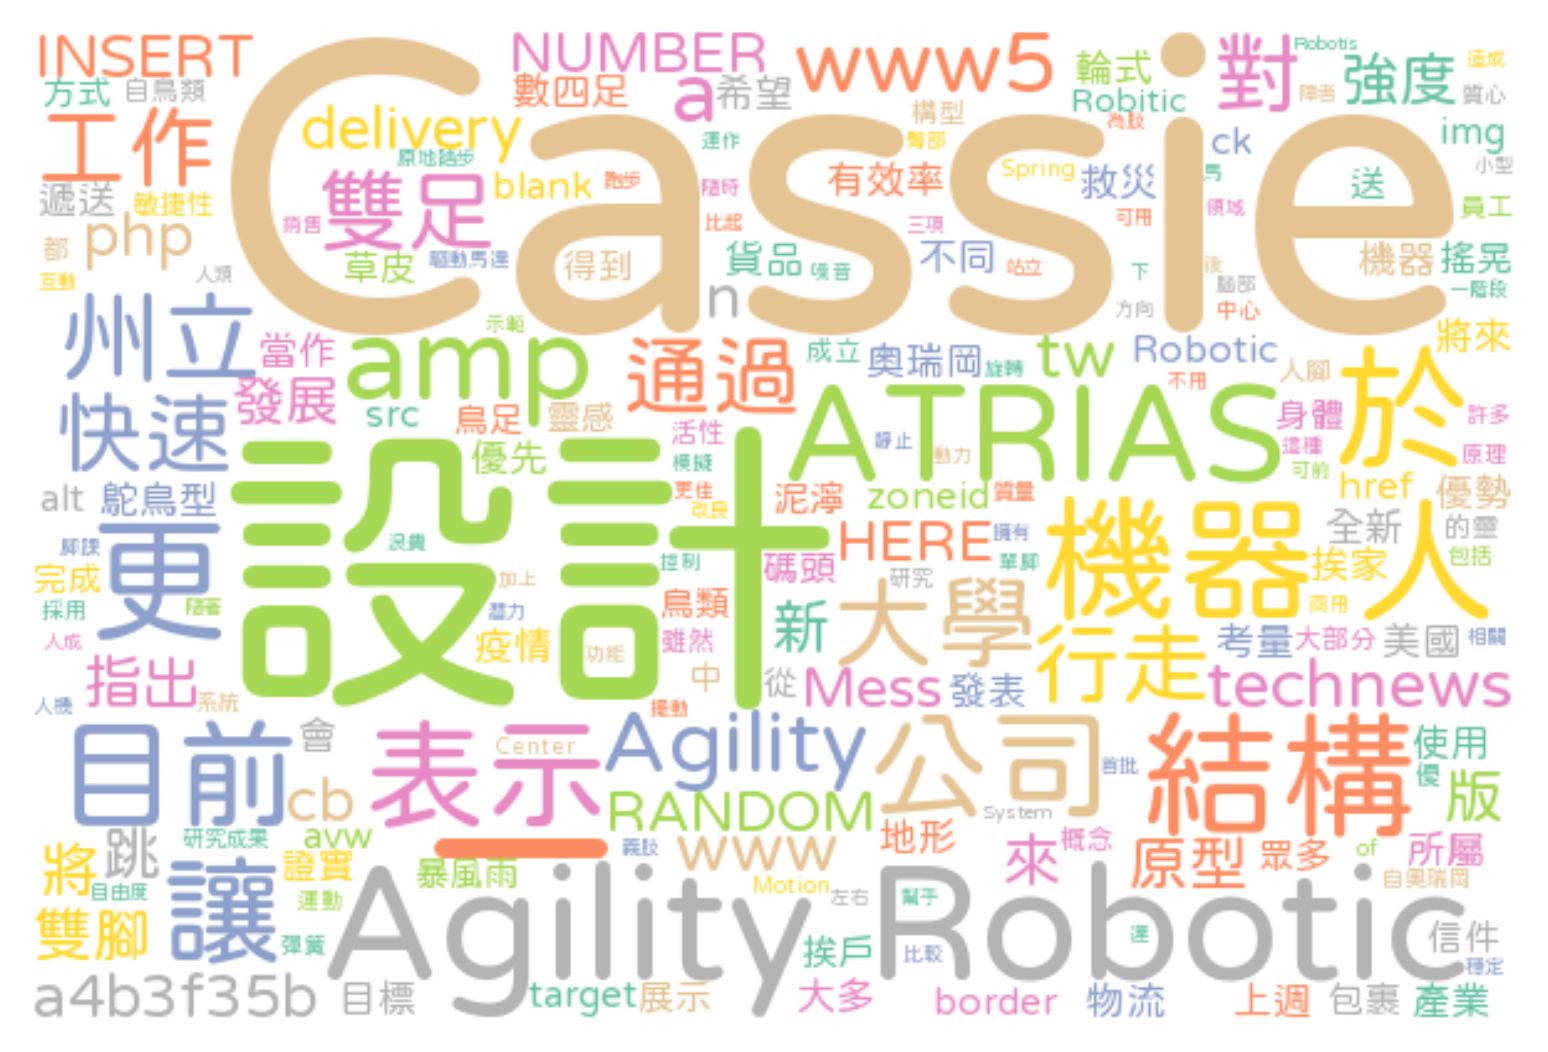 INSERT
NUMBER
www5
對
Robotis
造成
方式
自鳥類
數四足
a
希望
輪式
強度
障者
質心
Cassie
工作
delivery
構型
Robitic
為肢
ck
img
原地踏步
運作
臀部
小型
遞送
敏捷性
雙足
blank
跑步
隨時
有效率
Spring
救災
馬
送
員工
php
銷售
比起
三項
可用
領域
都
草皮
驅動馬達
得到
貨品
噪音
不同
站立
下
後
機器
搖晃
互動
人類
n
腦部
一階段
方向
中心
州立
示範
當作
amp
通過
成立
奧瑞岡
旋轉
tw
Robotic
人腳
將來
不用
於
快速
發展
src
鳥足
靈感
活性
ATRIAS
身體
許多
靜止
動力
這種
原理
設計
優先
模擬
可前
alt
鴕鳥型
更佳
泥濘
zoneid
質量
href
優勢
改良
更
腳踝
浪費
控制
HERE
擁有
機器人
全新
的靈
完成
加上
碼頭
研究
單腳
挨家
包括
採用
隨著
潛力
鳥類
新
大學
兩用
人成
疫情
功能
雖然
行走
考量
大部分
美國
相關
指出
系統
中
從
Mess
發表
technews
人機
擺動
目前
會
表示
Center
Agility
公司
首批
結構
使用
優
cb
RANDOM
System
版
跳
研究成果
avw
一
義肢
www
地形
來
概念
原型
眾多
of
所屬
將
自由度
讓
證實
暴風雨
Motion
左右
幫手
自奧瑞岡
運動
Agility Robotic
雙腳
彈簧
挨戶
比較
達
信件
穩定
a4b3f35b
目標
target
展示
大多
border
物流
上週
包裹
產業